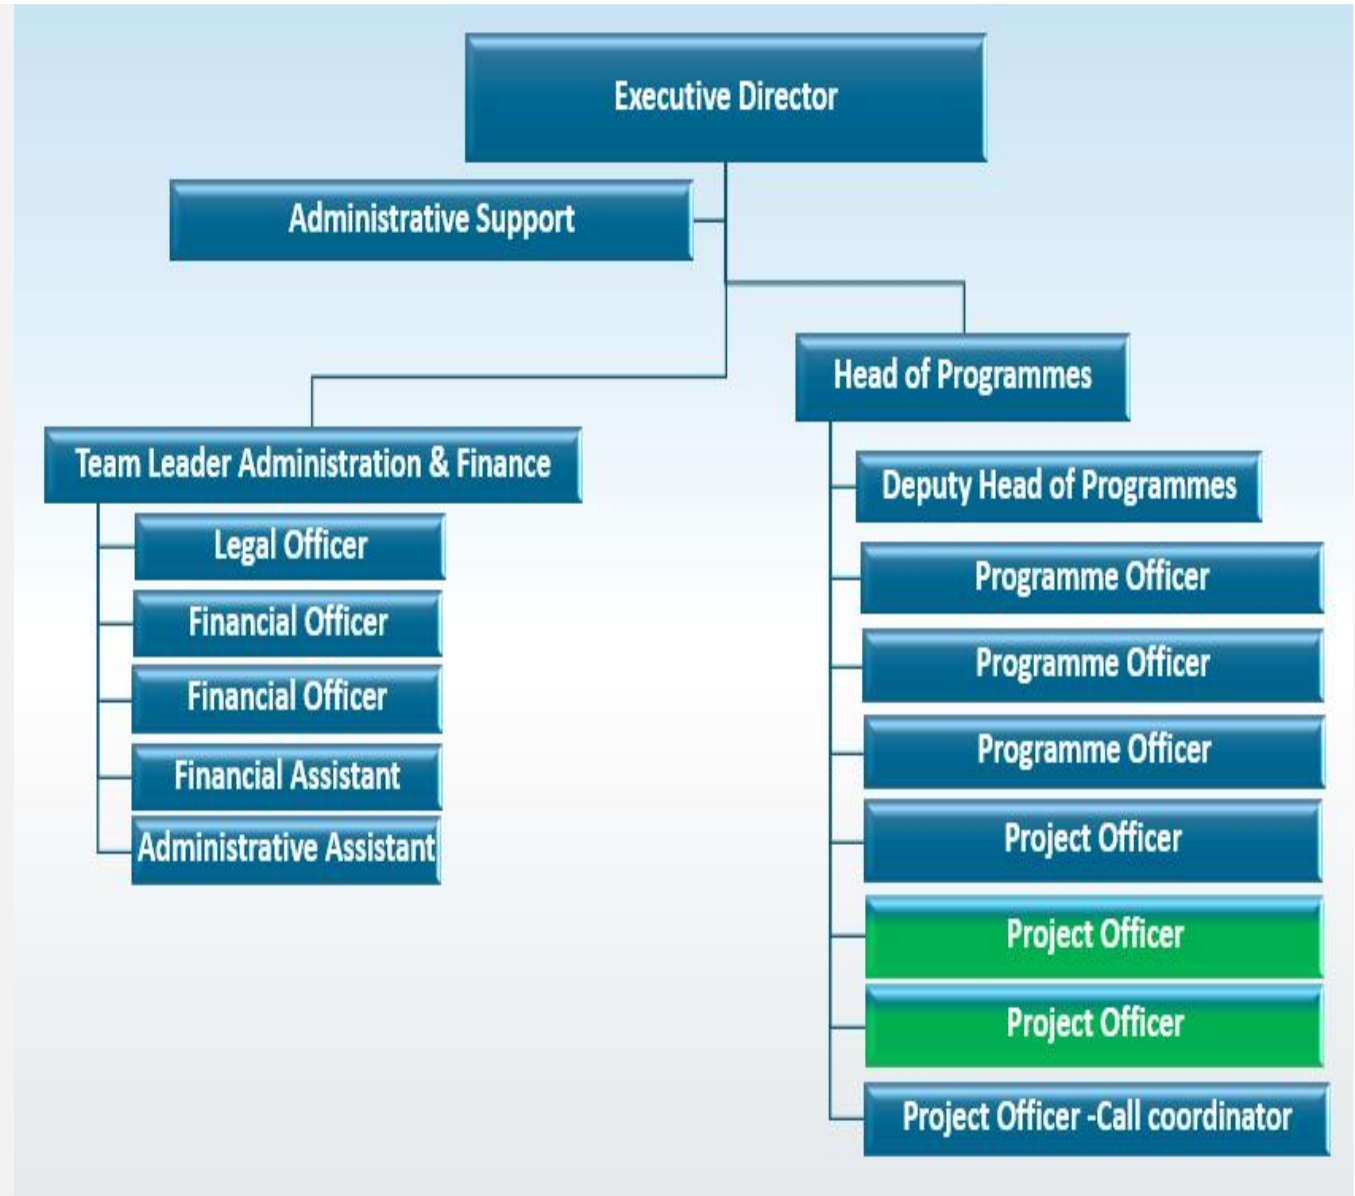 Executive Director
Administrative Support
Head of Programmes
Team Leader Administration & Finance
Legal Officer
Financial Officer
Financial Officer
Financial Assistant
Administrative Assistant
Deputy Head of Programmes
Programme Officer
Programme Officer
Programme Officer
Project Officer
Project Officer
Project Officer
Project Officer -Call coordinator